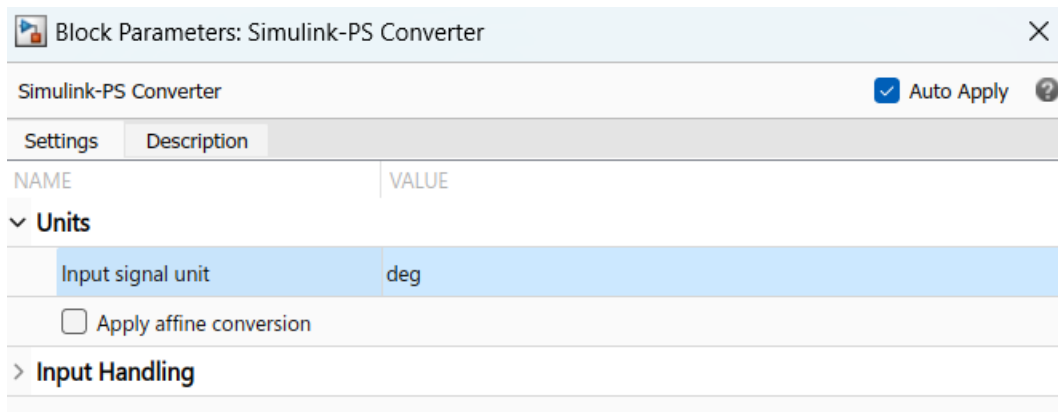 Block Parameters: Simulink-PS Converter
Simulink-PS Converter Auto Apply ?
Settings Description
NAME VALUE
Units
Input signal unit deg
Apply affine conversion
Input Handling